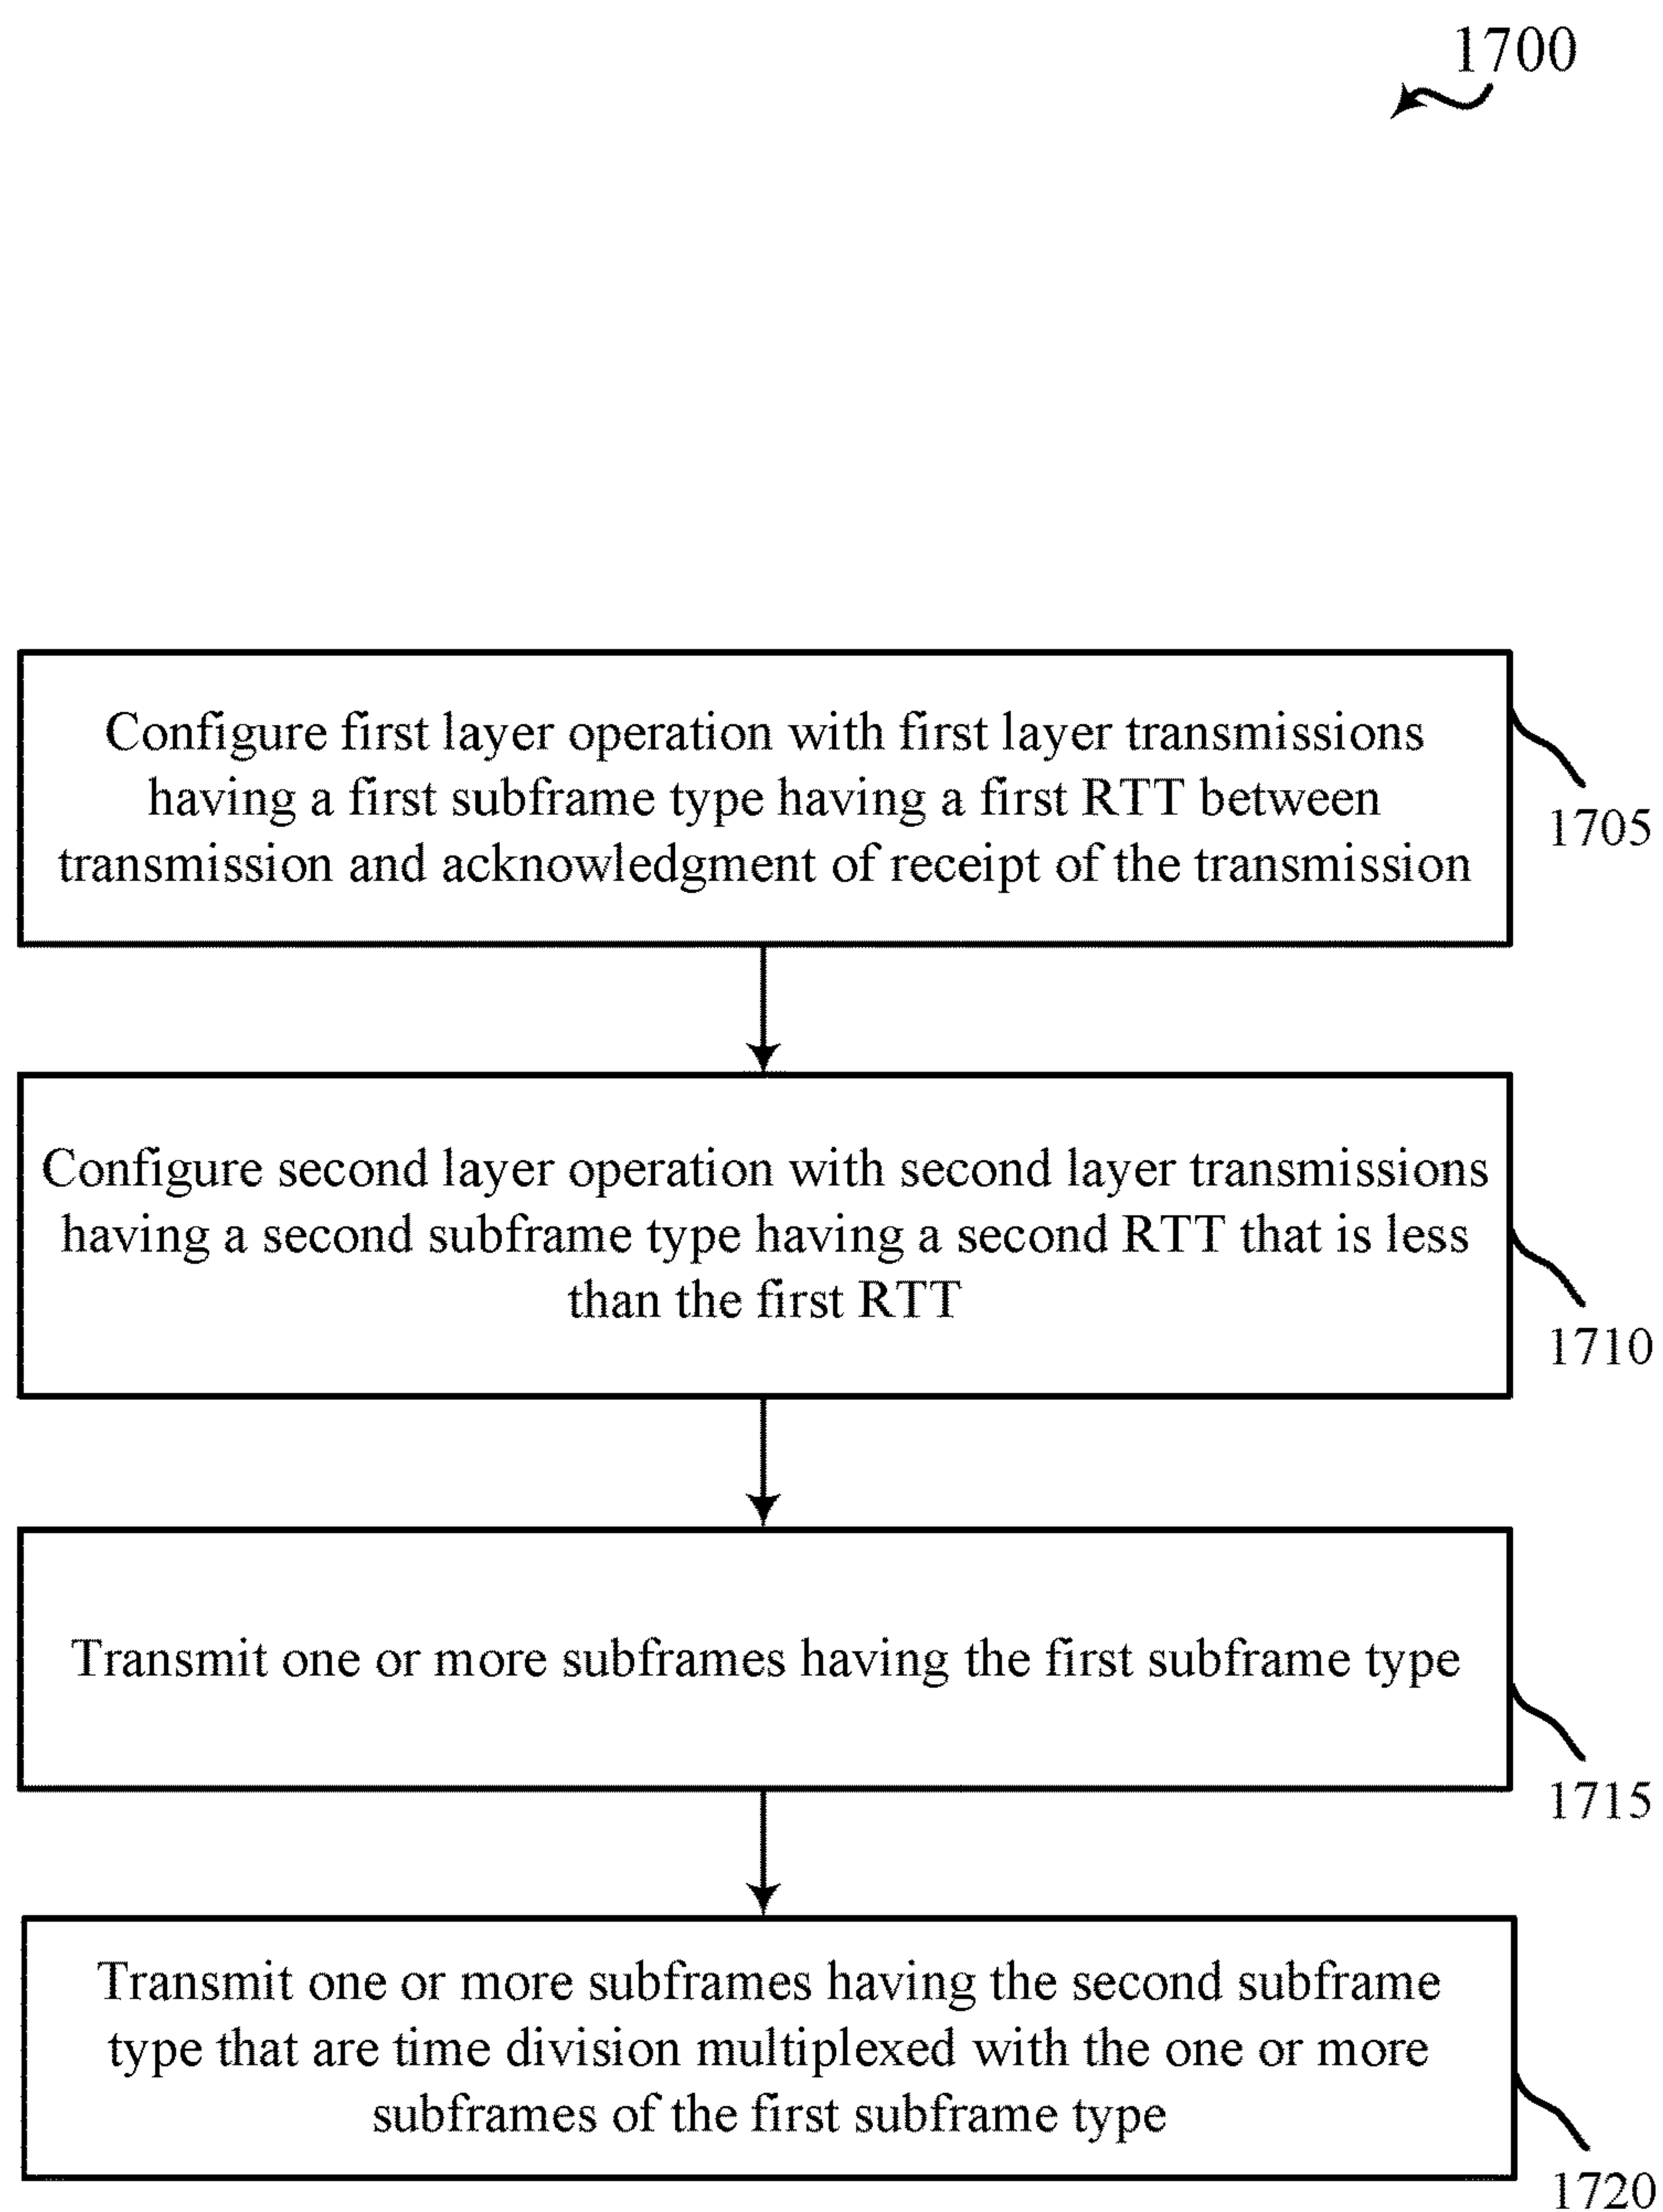 1700
Configure first layer operation with first layer transmissions
having a first subframe type having a first RTT between
transmission and acknowledgment of receipt of the transmission
1705
Configure second layer operation with second layer transmissions
having a second subframe type having a second RTT that is less
than the first RTT
1710
Transmit one or more subframes having the first subframe type
1715
Transmit one or more subframes having the second subframe
type that are time division multiplexed with the one or more
subframes of the first subframe type
1720